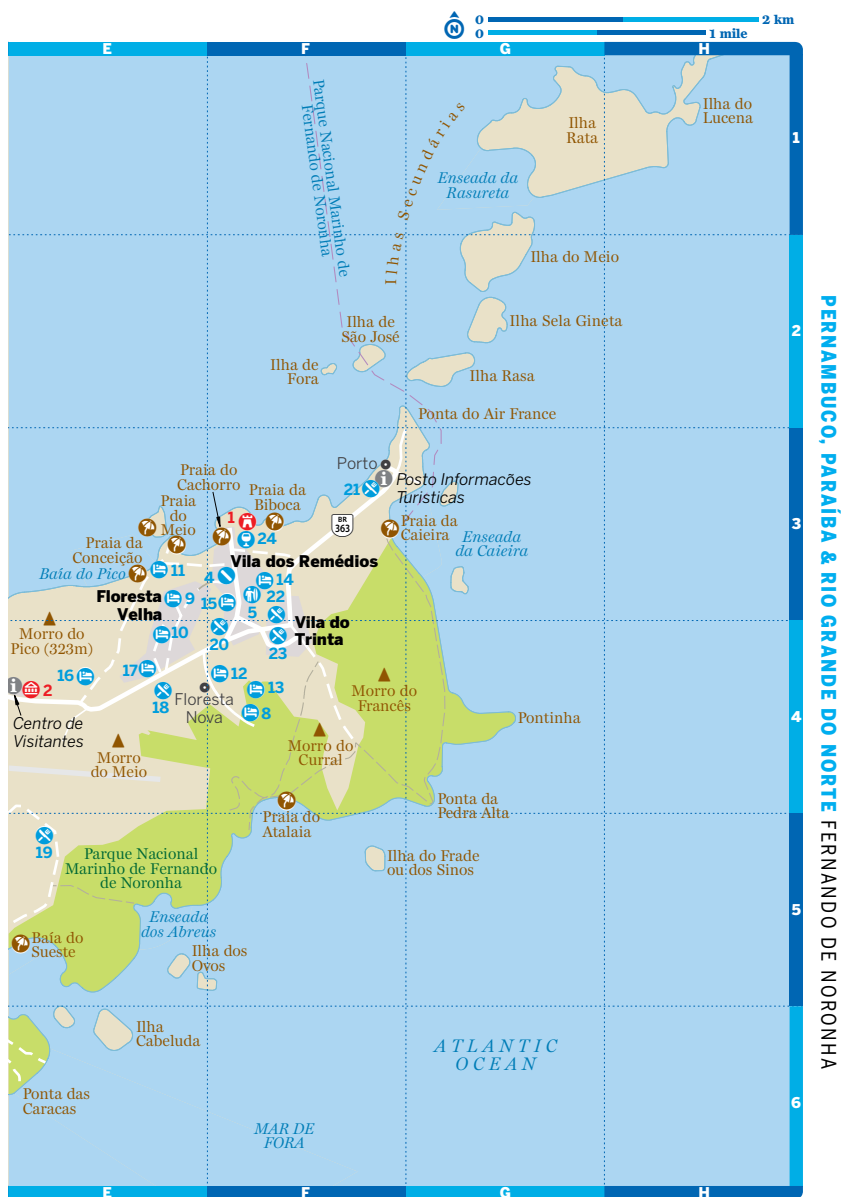 N
0
2 km
0
1 mile
E
F
G
H
Parque Nacional Marinho de
Fernando de Noronha
Ilhas Secundárias
Ilha
Rata
Ilha do
Lucena
1
Enseada da
Rasureta
Ilha do Meio
Ilha Sela Gineta
2
Ilha de
São José
Ilha de
Fora
Ilha Rasa
Ponta do Air France
Porto
i
Posto Informacões
Turisticas
21
Praia do
Cachorro
Praia da
Biboca
Praia
do
Meio
1
24
BR
363
Praia da
Caieira
3
Enseada
da Caieira
Praia da
Conceição
Baía do Pico
11
Vila dos Remédios
4
14
Floresta
Velha
9
15
22
5
Vila do
Trinta
10
20
23
Morro do
Pico (323m)
16
17
12
13
i
2
18
Floresta
Nova
8
Morro do
Francês
4
Centro de
Visitantes
Pontinha
Morro
do Meio
Morro do
Curral
Ponta da
Pedra Alta
Praia do
Atalaia
19
Parque Nacional
Marinho de Fernando
de Noronha
Ilha do Frade
ou dos Sinos
5
Enseada
dos Abreus
Baía do
Sueste
Ilha dos
Ovos
Ilha
Cabeluda
ATLANTIC
OCEAN
Ponta das
Caracas
6
MAR DE
FORA
E
F
G
H
PERNAMBUCO, PARAÍBA & RIO GRANDE DO NORTE FERNANDO DE NORONHA